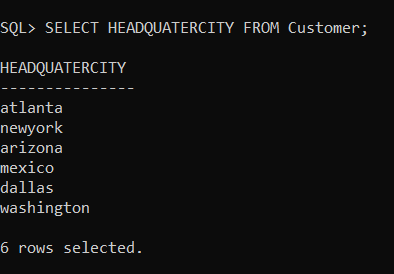 SQL> SELECT HEADQUATERCITY FROM Customer;
HEADQUATERCITY
---------------
atlanta
newyork
arizona
mexico
dallas
washington
6 rows selected.